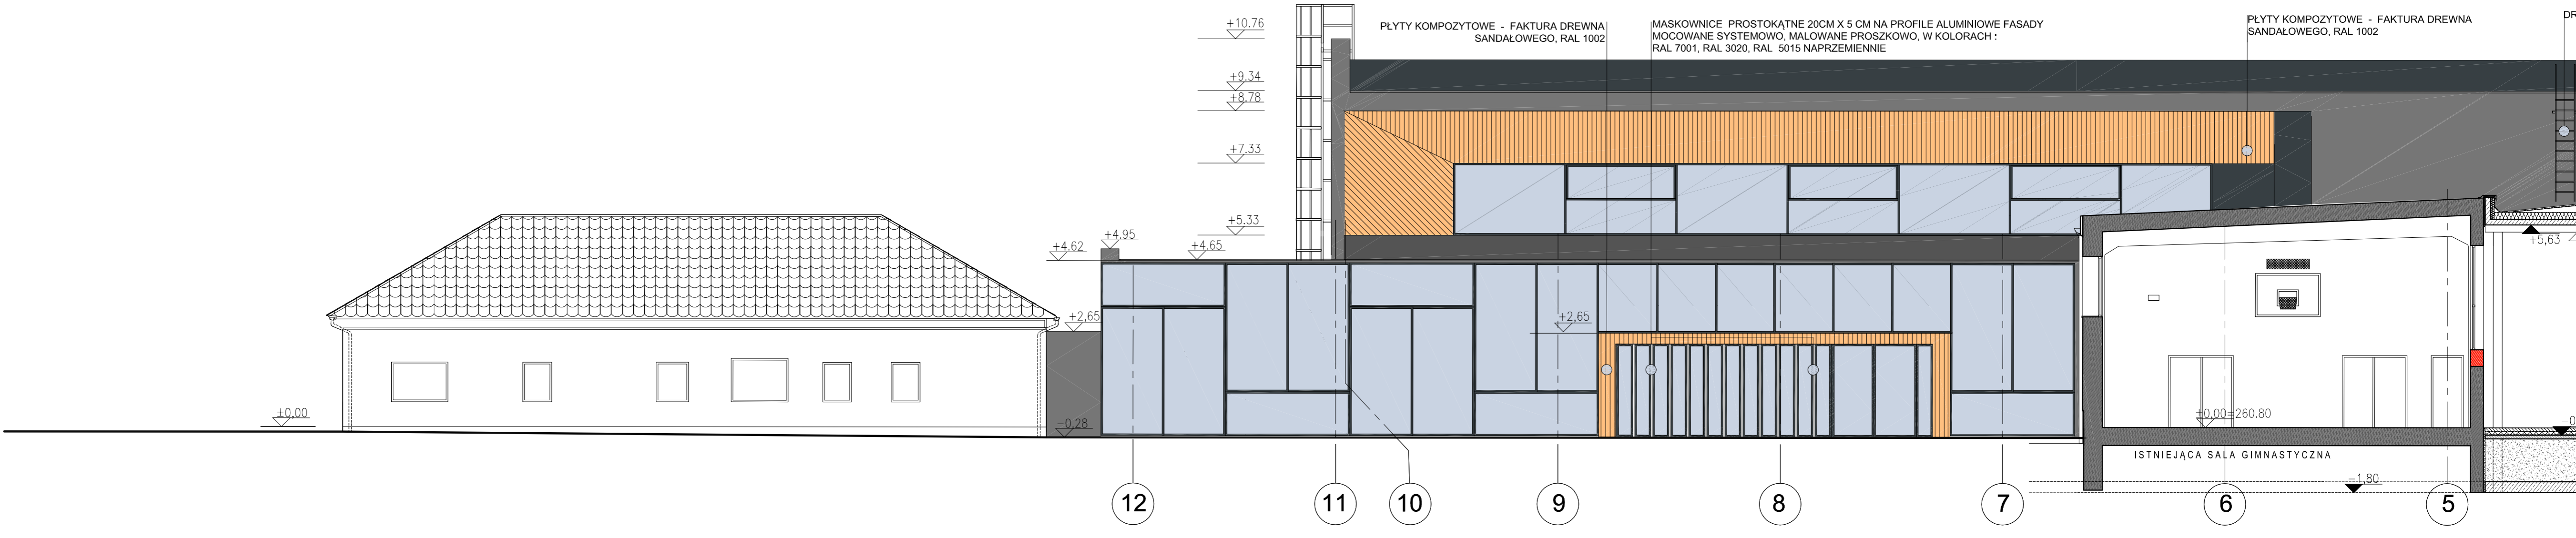 +10.76
PŁYTY KOMPOZYTOWE - FAKTURA DREWNA
SANDAŁOWEGO, RAL 1002
MASKOWNICE PROSTOKĄTNE 20CM X 5 CM NA PROFILE ALUMINIOWE FASADY
MOCOWANE SYSTEMOWO, MALOWANE PROSZKOWO, W KOLORACH :
RAL 7001, RAL 3020, RAL 5015 NAPRZEMIENNIE
PŁYTY KOMPOZYTOWE - FAKTURA DREWNA
SANDAŁOWEGO, RAL 1002
DR
+9.34
+8.78
+7.33
+5.33
+4.95
+4.62
+4.65
+5,63
+2,65
+2,65
±0,00
-0,28
±0,00=260.80
-0
ISTNIEJĄCA SALA GIMNASTYCZNA
-1,80
12
11
10
9
8
7
6
5